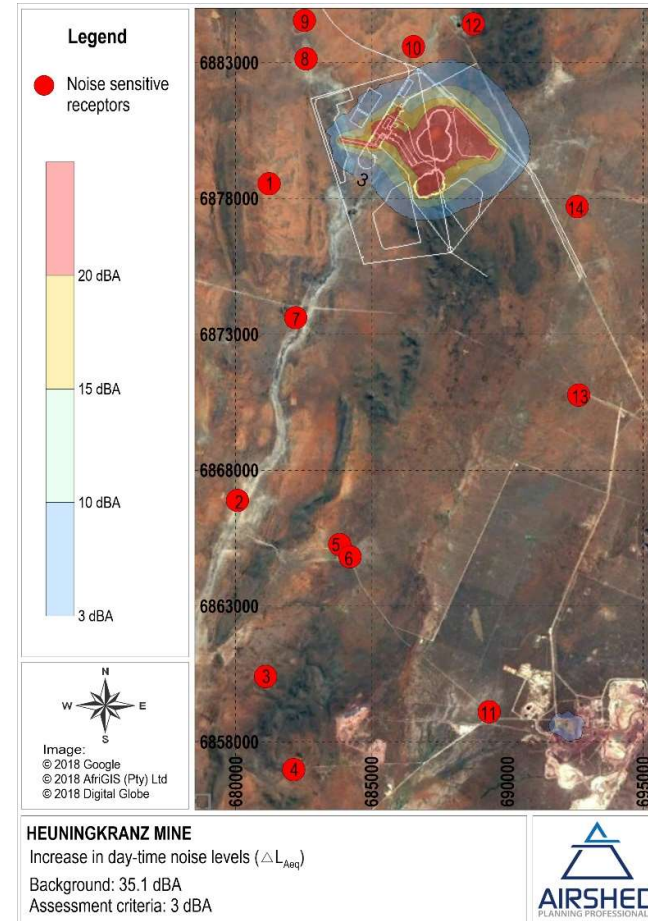 Legend
Noise sensitive
receptors
20 dBA
15 dBA
10 dBA
3 dBA
N
W
E
S
Image:
© 2018 Google
© 2018 AfriGIS (Pty) Ltd
© 2018 Digital Globe
9
12
10
8
6883000
3
1
6878000
14
7
6873000
13
6868000
2
5
6
6863000
3
11
6858000
4
680000
685000
690000
695000
HEUNINGKRANZ MINE
Increase in day-time noise levels (△LAeq)
Background: 35.1 dBA
Assessment criteria: 3 dBA
AIRSHED
PLANNING PROFESSIONAL